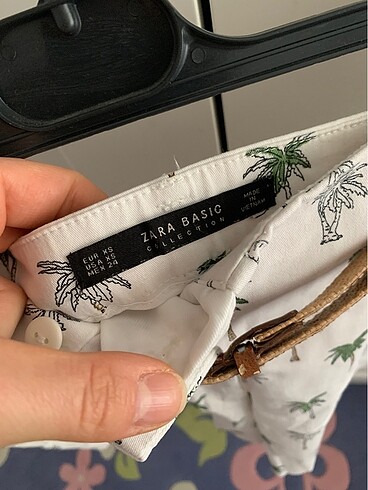 EUR XS
USA XS
MEX 24
ZARA BASIC
COLLECTION
MADE
IN
VIETNAM